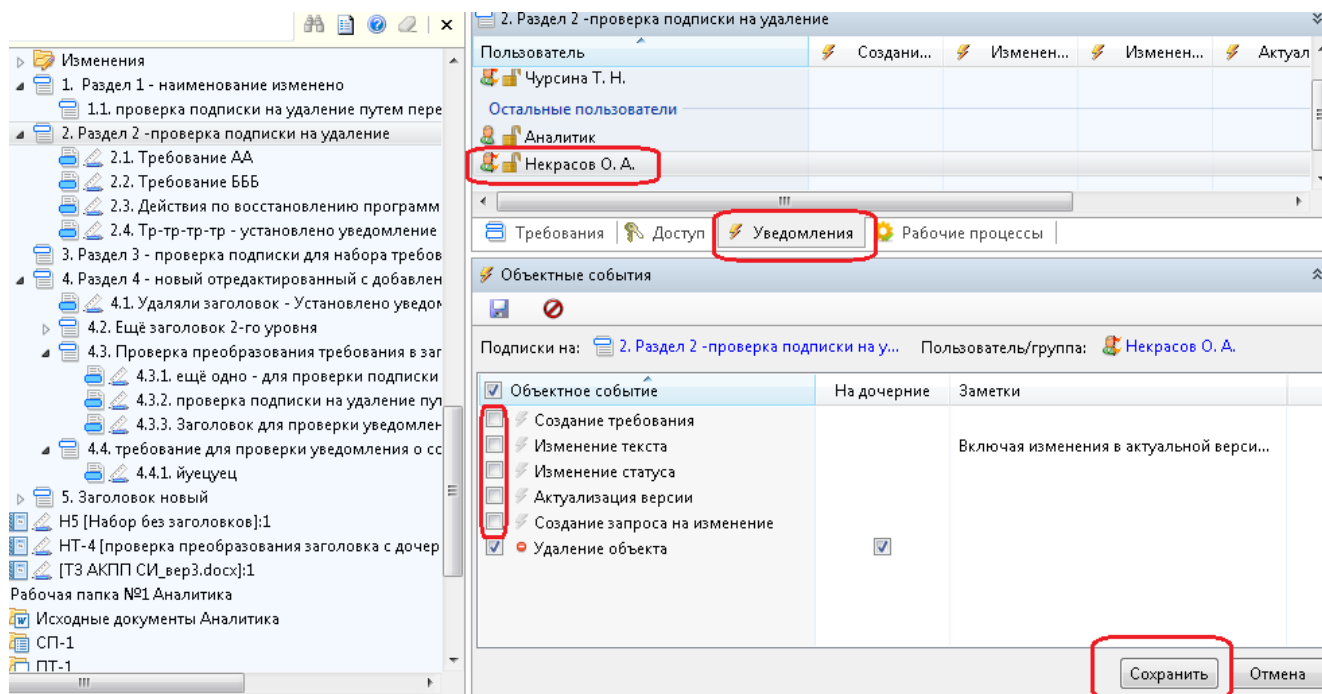 Изменения
1. Раздел 1 - наименование изменено
1.1. проверка подписки на удаление путем пере
2. Раздел 2 -проверка подписки на удаление
2.1. Требование АА
2.2. Требование БББ
2.3. Действия по восстановлению программ
2.4. Тр-тр-тр-тр - установлено уведомление
3. Раздел 3 - проверка подписки для набора требов
4. Раздел 4 - новый отредактированный с добавлен
4.1. Удаляли заголовок - Установлено уведом
4.2. Ещё заголовок 2-го уровня
4.3. Проверка преобразования требования в заг
4.3.1. ещё одно - для проверки подписки
4.3.2. проверка подписки на удаление пут
4.3.3. Заголовок для проверки уведомлен
4.4. требование для проверки уведомления о сс
4.4.1. йуецуец
5. Заголовок новый
Н5 [Набор без заголовков]:1
НТ-4 [проверка преобразования заголовка с дочер
[ТЗ АКПП СИ_вер3.docx]:1
Рабочая папка №1 Аналитика
Исходные документы Аналитика
СП-1
ПТ-1
2. Раздел 2 -проверка подписки на удаление
Пользователь Создани... Изменен... Изменен... Актуал
Чурсина Т. Н.
Остальные пользователи
Аналитик
Некрасов О. А.
Требования Доступ Уведомления Рабочие процессы
Объектные события
Подписки на: 2. Раздел 2 -проверка подписки на у... Пользователь/группа: Некрасов О. А.
Объектное событие На дочерние Заметки
Создание требования
Изменение текста Включая изменения в актуальной верси...
Изменение статуса
Актуализация версии
Создание запроса на изменение
Удаление объекта
Сохранить Отмена